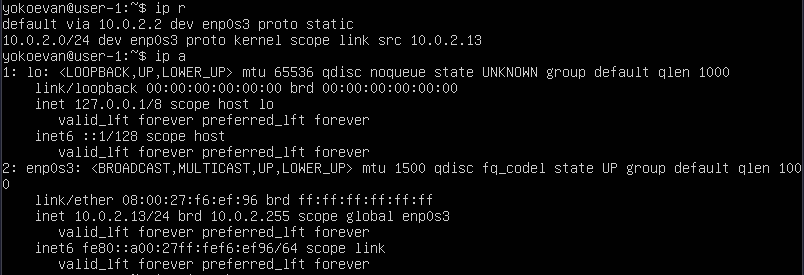 yokoevan@user-1:~$ ip r
default via 10.0.2.2 dev enp0s3 proto static
10.0.2.0/24 dev enp0s3 proto kernel scope link src 10.0.2.13
yokoevan@user-1:~$ ip a
1: lo: <LOOPBACK,UP,LOWER_UP> mtu 65536 qdisc noqueue state UNKNOWN group default qlen 1000
    link/loopback 00:00:00:00:00:00 brd 00:00:00:00:00:00
    inet 127.0.0.1/8 scope host lo
       valid_lft forever preferred_lft forever
    inet6 ::1/128 scope host
       valid_lft forever preferred_lft forever
2: enp0s3: <BROADCAST,MULTICAST,UP,LOWER_UP> mtu 1500 qdisc fq_codel state UP group default qlen 100
0
    link/ether 08:00:27:f6:ef:96 brd ff:ff:ff:ff:ff:ff
    inet 10.0.2.13/24 brd 10.0.2.255 scope global enp0s3
       valid_lft forever preferred_lft forever
    inet6 fe80::a00:27ff:fef6:ef96/64 scope link
       valid_lft forever preferred_lft forever